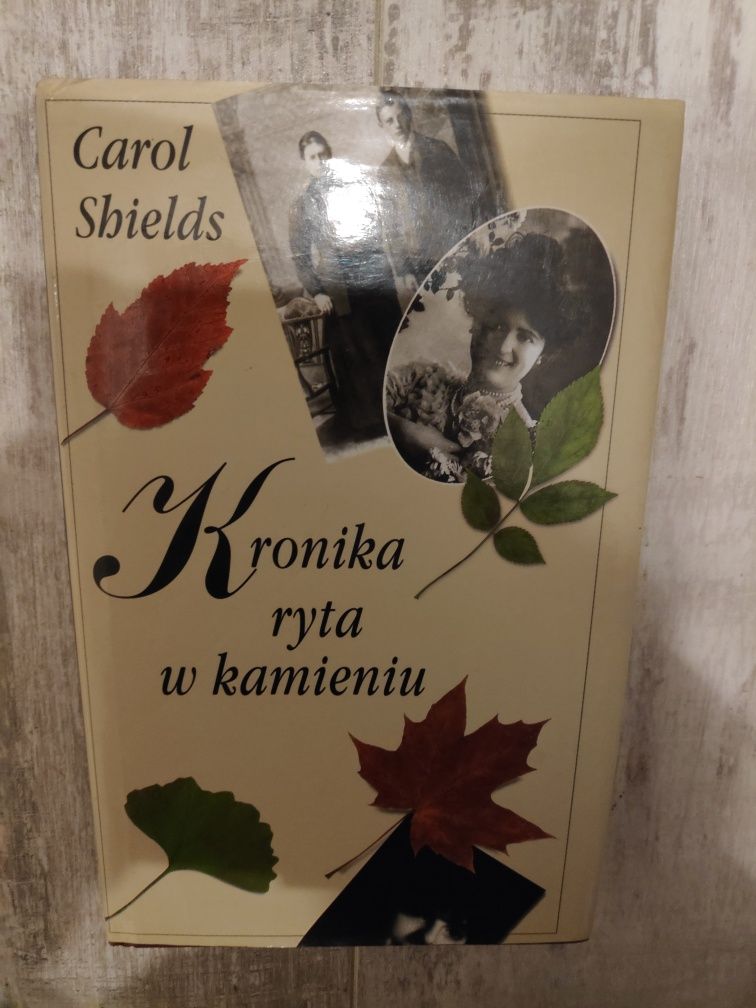 Carol
Shields
Kronika
ryta
w kamieniu